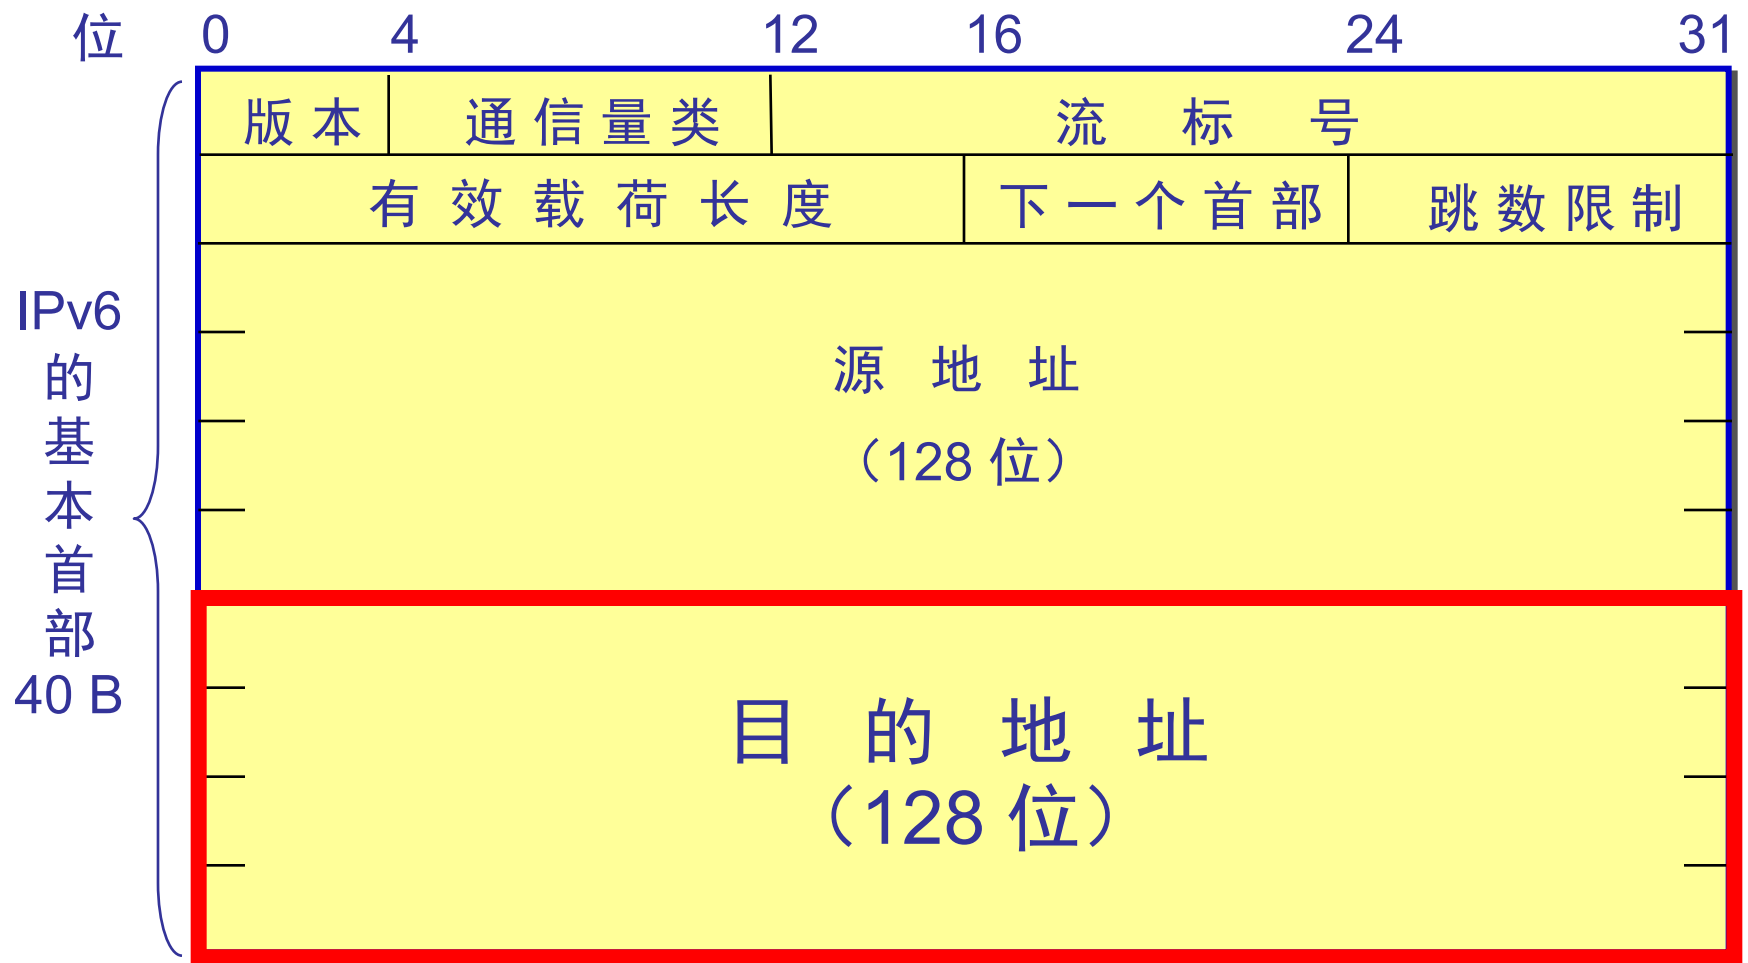 位 0 4 12 16 24 31
版本 通信量类 流标号
有效载荷长度 下一个首部 跳数限制
源地址
（128 位）
目的地址
（128 位）
IPv6
的
基
本
首
部
40 B